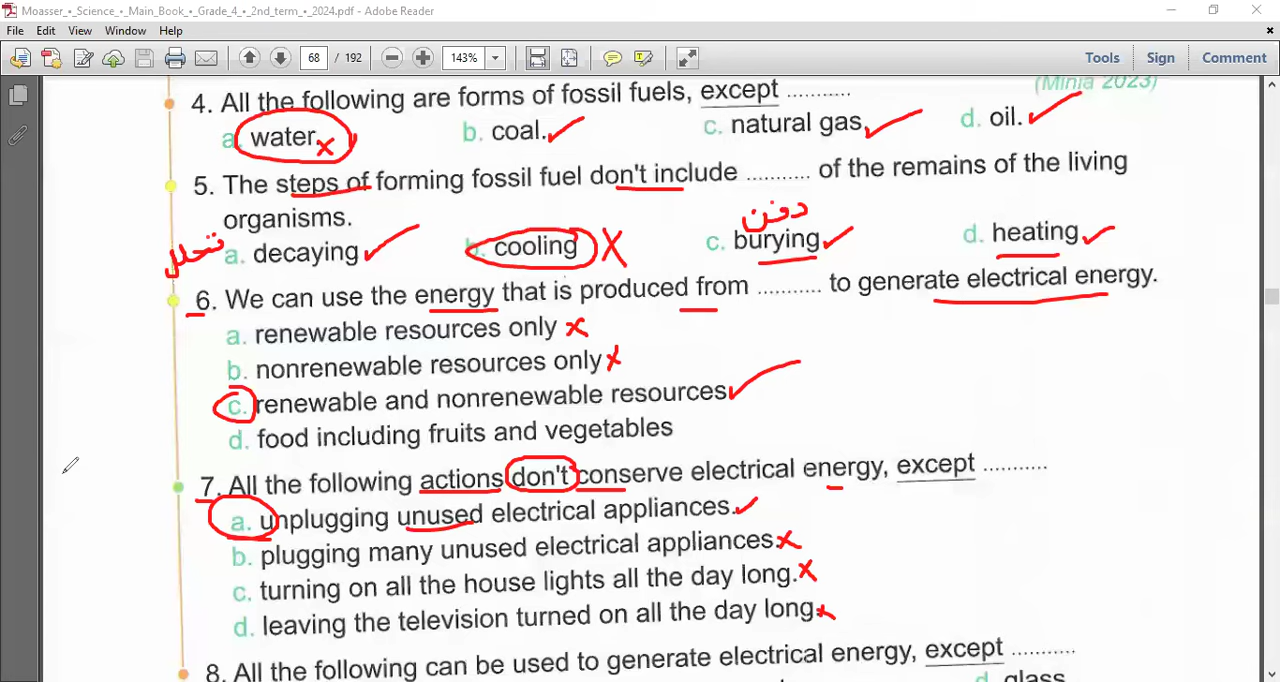 Moasser_•_Science_•_Main_Book_•_Grade_4_•_2nd_term_•_2024.pdf - Adobe Reader
File Edit View Window Help
68 / 192 143% Tools Sign Comment
(Minia 2023)
4. All the following are forms of fossil fuels, except ...........
a. water. b. coal. c. natural gas. d. oil.
5. The steps of forming fossil fuel don't include ........... of the remains of the living
organisms.
دفن
تتحلل
a. decaying b. cooling c. burying d. heating
6. We can use the energy that is produced from ........... to generate electrical energy.
a. renewable resources only
b. nonrenewable resources only
c. renewable and nonrenewable resources
d. food including fruits and vegetables
7. All the following actions don't conserve electrical energy, except ...........
a. unplugging unused electrical appliances.
b. plugging many unused electrical appliances.
c. turning on all the house lights all the day long.
d. leaving the television turned on all the day long.
8. All the following can be used to generate electrical energy, except ...........
d. glass